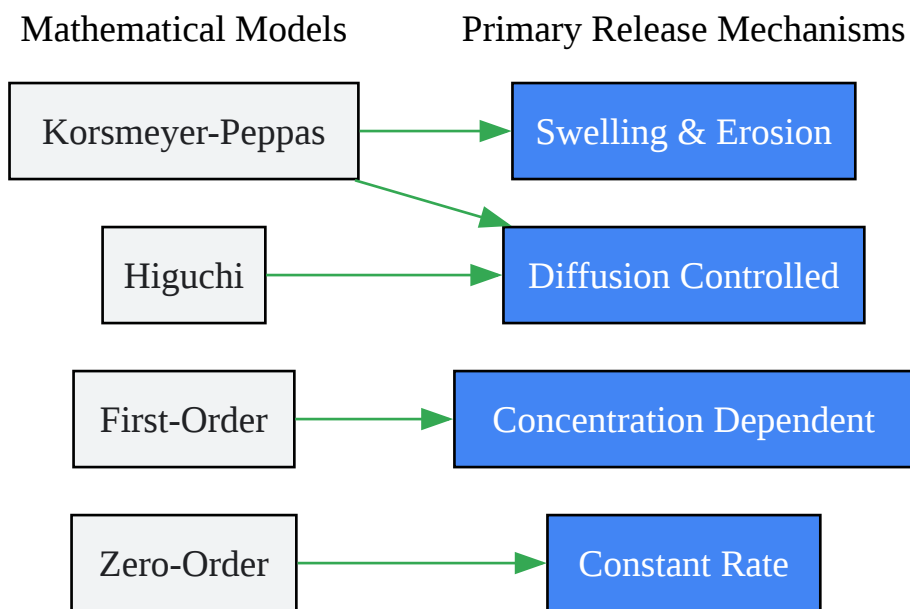 Mathematical Models
Primary Release Mechanisms
Korsmeyer-Peppas
Swelling & Erosion
Higuchi
Diffusion Controlled
First-Order
Concentration Dependent
Zero-Order
Constant Rate